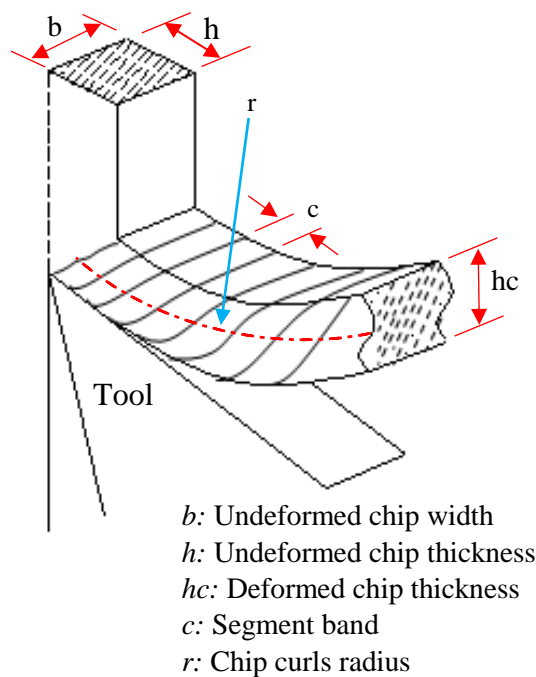 b
h
r
c
hc
Tool
b: Undeformed chip width
h: Undeformed chip thickness
hc: Deformed chip thickness
c: Segment band
r: Chip curls radius